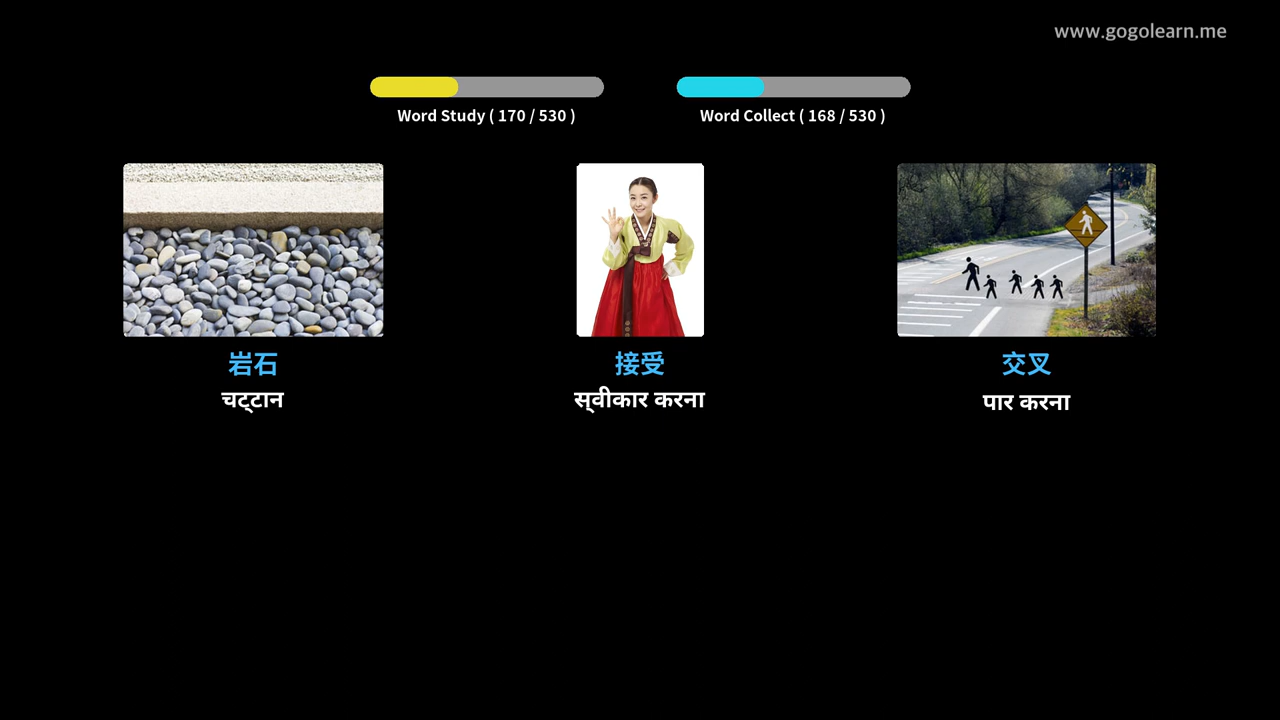 www.gogolearn.me
Word Study ( 170 / 530 )
Word Collect ( 168 / 530 )
岩石
接受
交叉
चट्टान
स्वीकार करना
पार करना